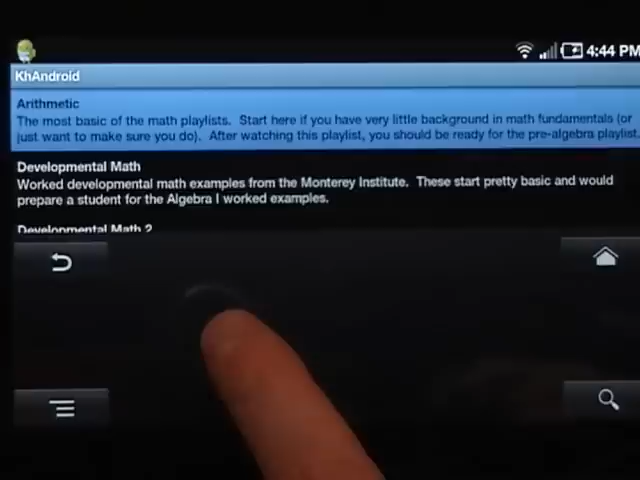 4:44 PM
KhAndroid
Arithmetic
The most basic of the math playlists. Start here if you have very little background in math fundamentals (or
just want to make sure you do). After watching this playlist, you should be ready for the pre-algebra playlist.
Developmental Math
Worked developmental math examples from the Monterey Institute. These start pretty basic and would
prepare a student for the Algebra I worked examples.
Developmental Math 2